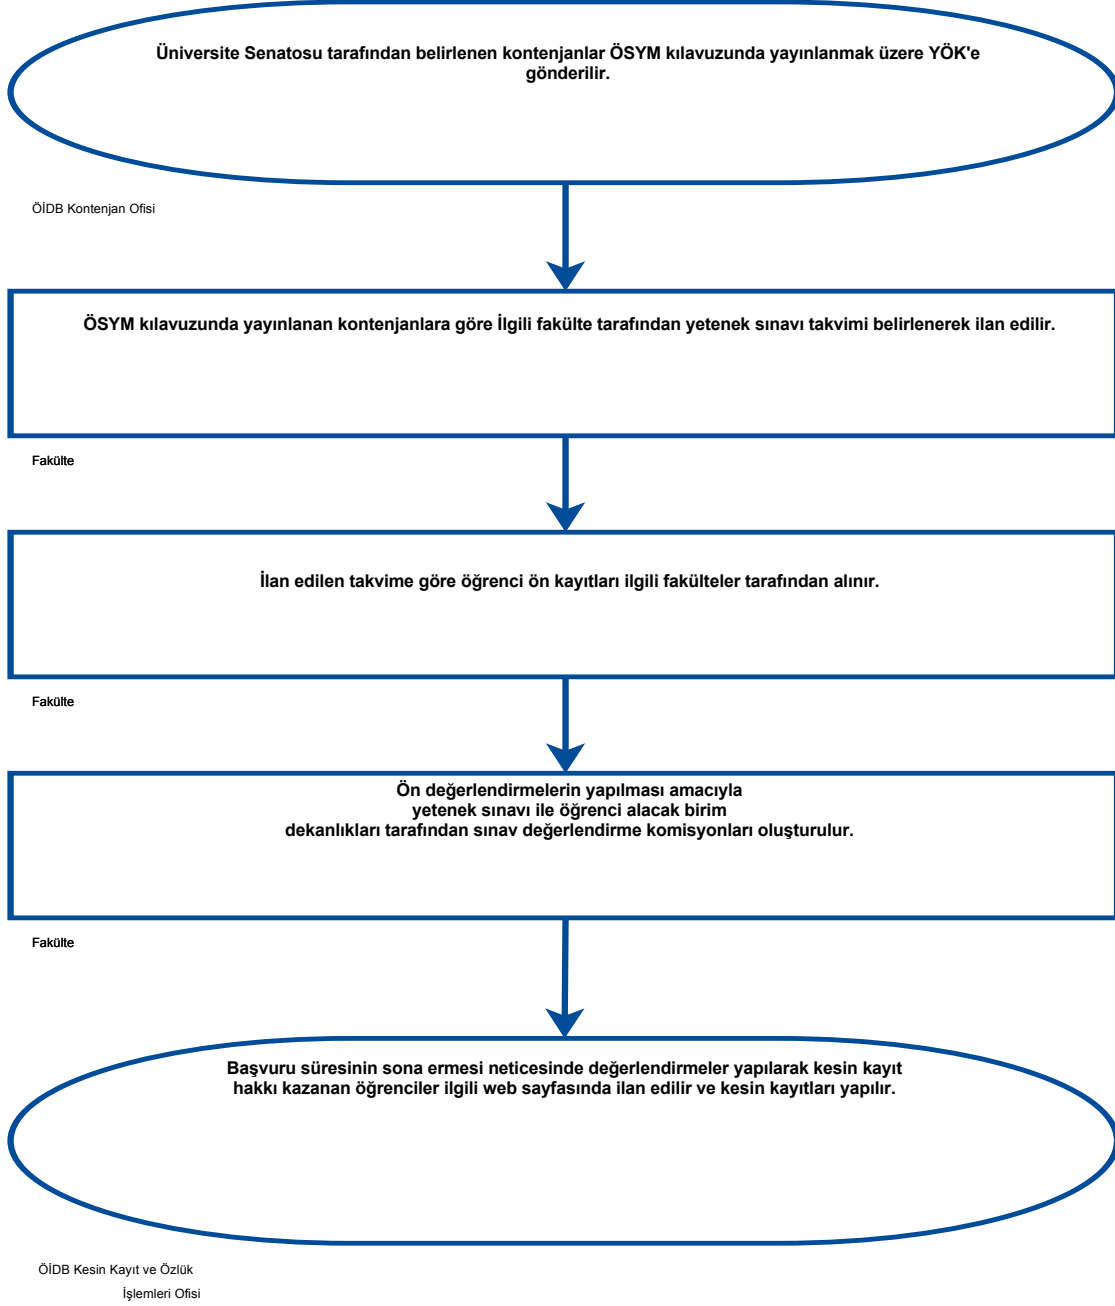 Üniversite Senatosu tarafından belirlenen kontenjanlar ÖSYM kılavuzunda yayınlanmak üzere YÖK'e
gönderilir.
ÖİDB Kontenjan Ofisi
ÖSYM kılavuzunda yayınlanan kontenjanlara göre İlgili fakülte tarafından yetenek sınavı takvimi belirlenerek ilan edilir.
Fakülte
İlan edilen takvime göre öğrenci ön kayıtları ilgili fakülteler tarafından alınır.
Fakülte
Ön değerlendirmelerin yapılması amacıyla
yetenek sınavı ile öğrenci alacak birim
dekanlıkları tarafından sınav değerlendirme komisyonları oluşturulur.
Fakülte
Başvuru süresinin sona ermesi neticesinde değerlendirmeler yapılarak kesin kayıt
hakkı kazanan öğrenciler ilgili web sayfasında ilan edilir ve kesin kayıtları yapılır.
ÖİDB Kesin Kayıt ve Özlük
İşlemleri Ofisi